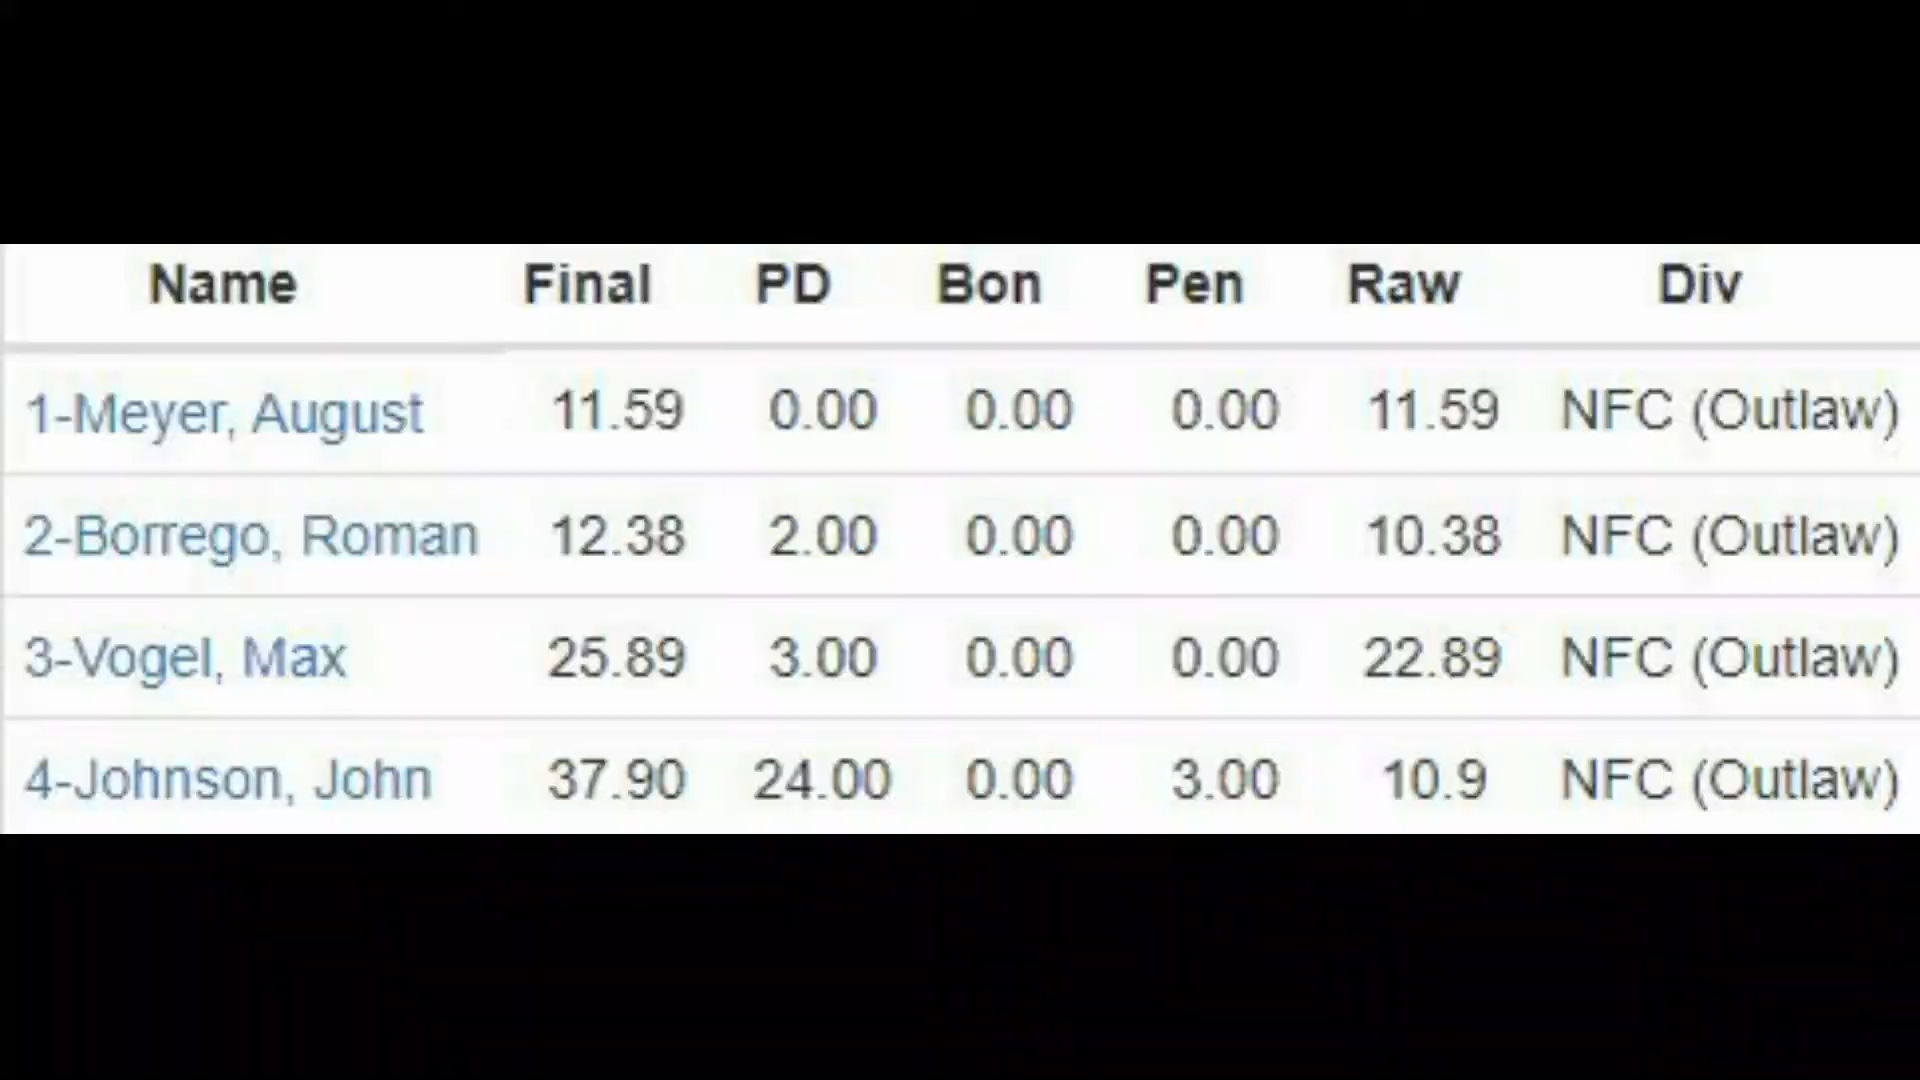 Name Final PD Bon Pen Raw Div
1-Meyer, August 11.59 0.00 0.00 0.00 11.59 NFC (Outlaw)
2-Borrego, Roman 12.38 2.00 0.00 0.00 10.38 NFC (Outlaw)
3-Vogel, Max 25.89 3.00 0.00 0.00 22.89 NFC (Outlaw)
4-Johnson, John 37.90 24.00 0.00 3.00 10.9 NFC (Outlaw)